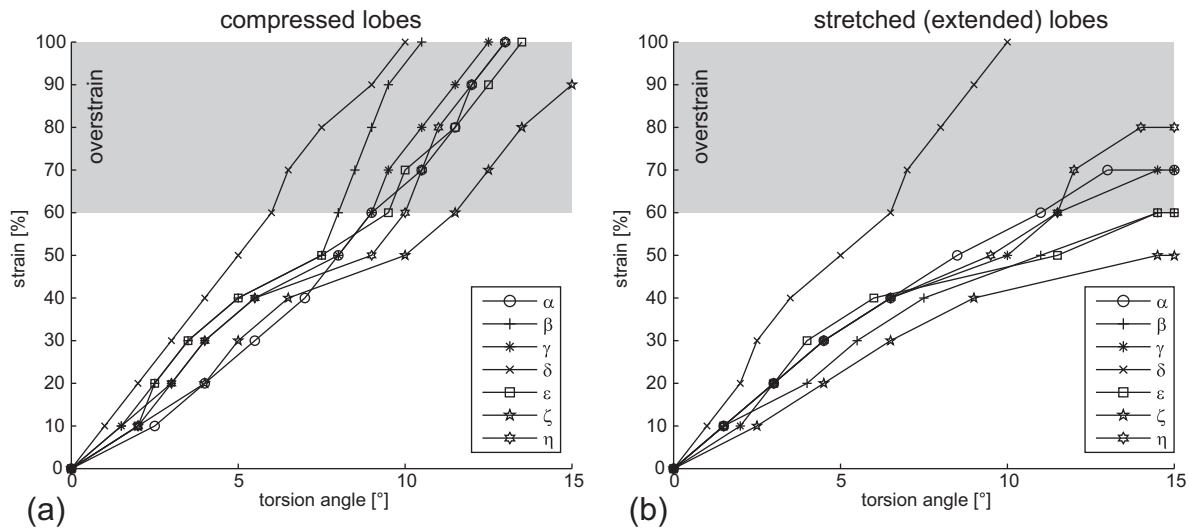 compressed lobes
100
90
80
70
60
50
40
30
20
10
0
strain [%]
overstrain
α
β
γ
δ
ε
ζ
η
0
5
10
15
torsion angle [°]
(a)
stretched (extended) lobes
100
90
80
70
60
50
40
30
20
10
0
strain [%]
overstrain
α
β
γ
δ
ε
ζ
η
0
5
10
15
torsion angle [°]
(b)